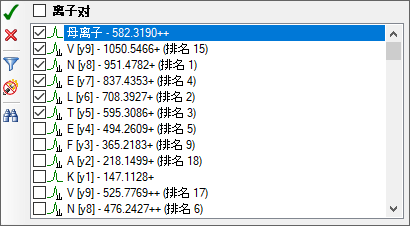 离子对
母离子 - 582.3190++
V [y9] - 1050.5466+ (排名 15)
N [y8] - 951.4782+ (排名 1)
E [y7] - 837.4353+ (排名 4)
L [y6] - 708.3927+ (排名 2)
T [y5] - 595.3086+ (排名 3)
E [y4] - 494.2609+ (排名 5)
F [y3] - 365.2183+ (排名 9)
A [y2] - 218.1499+ (排名 18)
K [y1] - 147.1128+
V [y9] - 525.7769++ (排名 17)
N [y8] - 476.2427++ (排名 6)